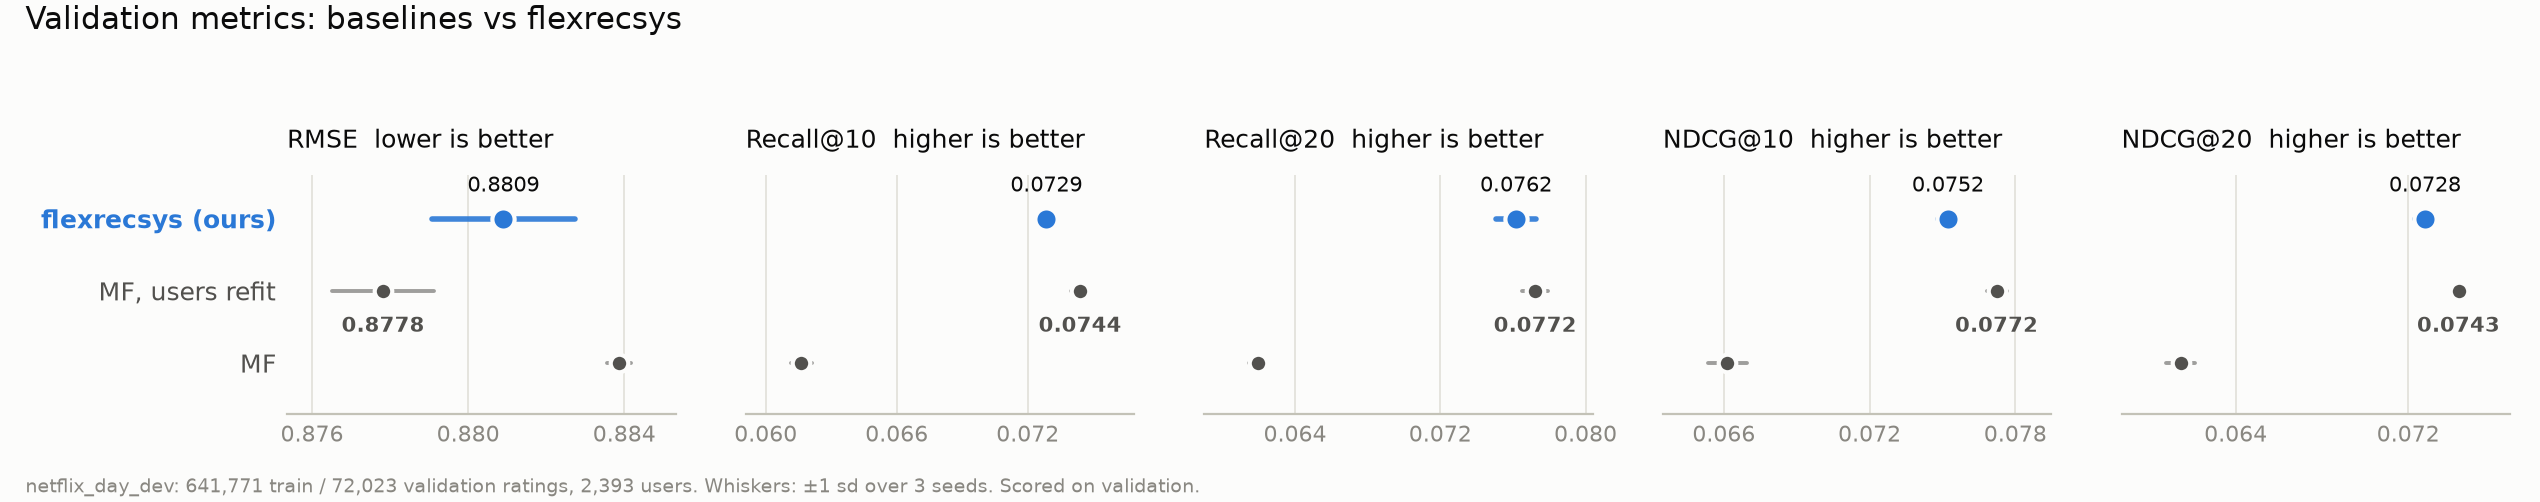 Validation metrics: baselines vs flexrecsys
RMSE  lower is better
Recall@10  higher is better
Recall@20  higher is better
NDCG@10  higher is better
NDCG@20  higher is better
0.8809
0.0729
0.0762
0.0752
0.0728
flexrecsys (ours)
MF, users refit
0.8778
0.0744
0.0772
0.0772
0.0743
MF
0.876 0.880 0.884
0.060 0.066 0.072
0.064 0.072 0.080
0.066 0.072 0.078
0.064 0.072
netflix_day_dev: 641,771 train / 72,023 validation ratings, 2,393 users. Whiskers: ±1 sd over 3 seeds. Scored on validation.